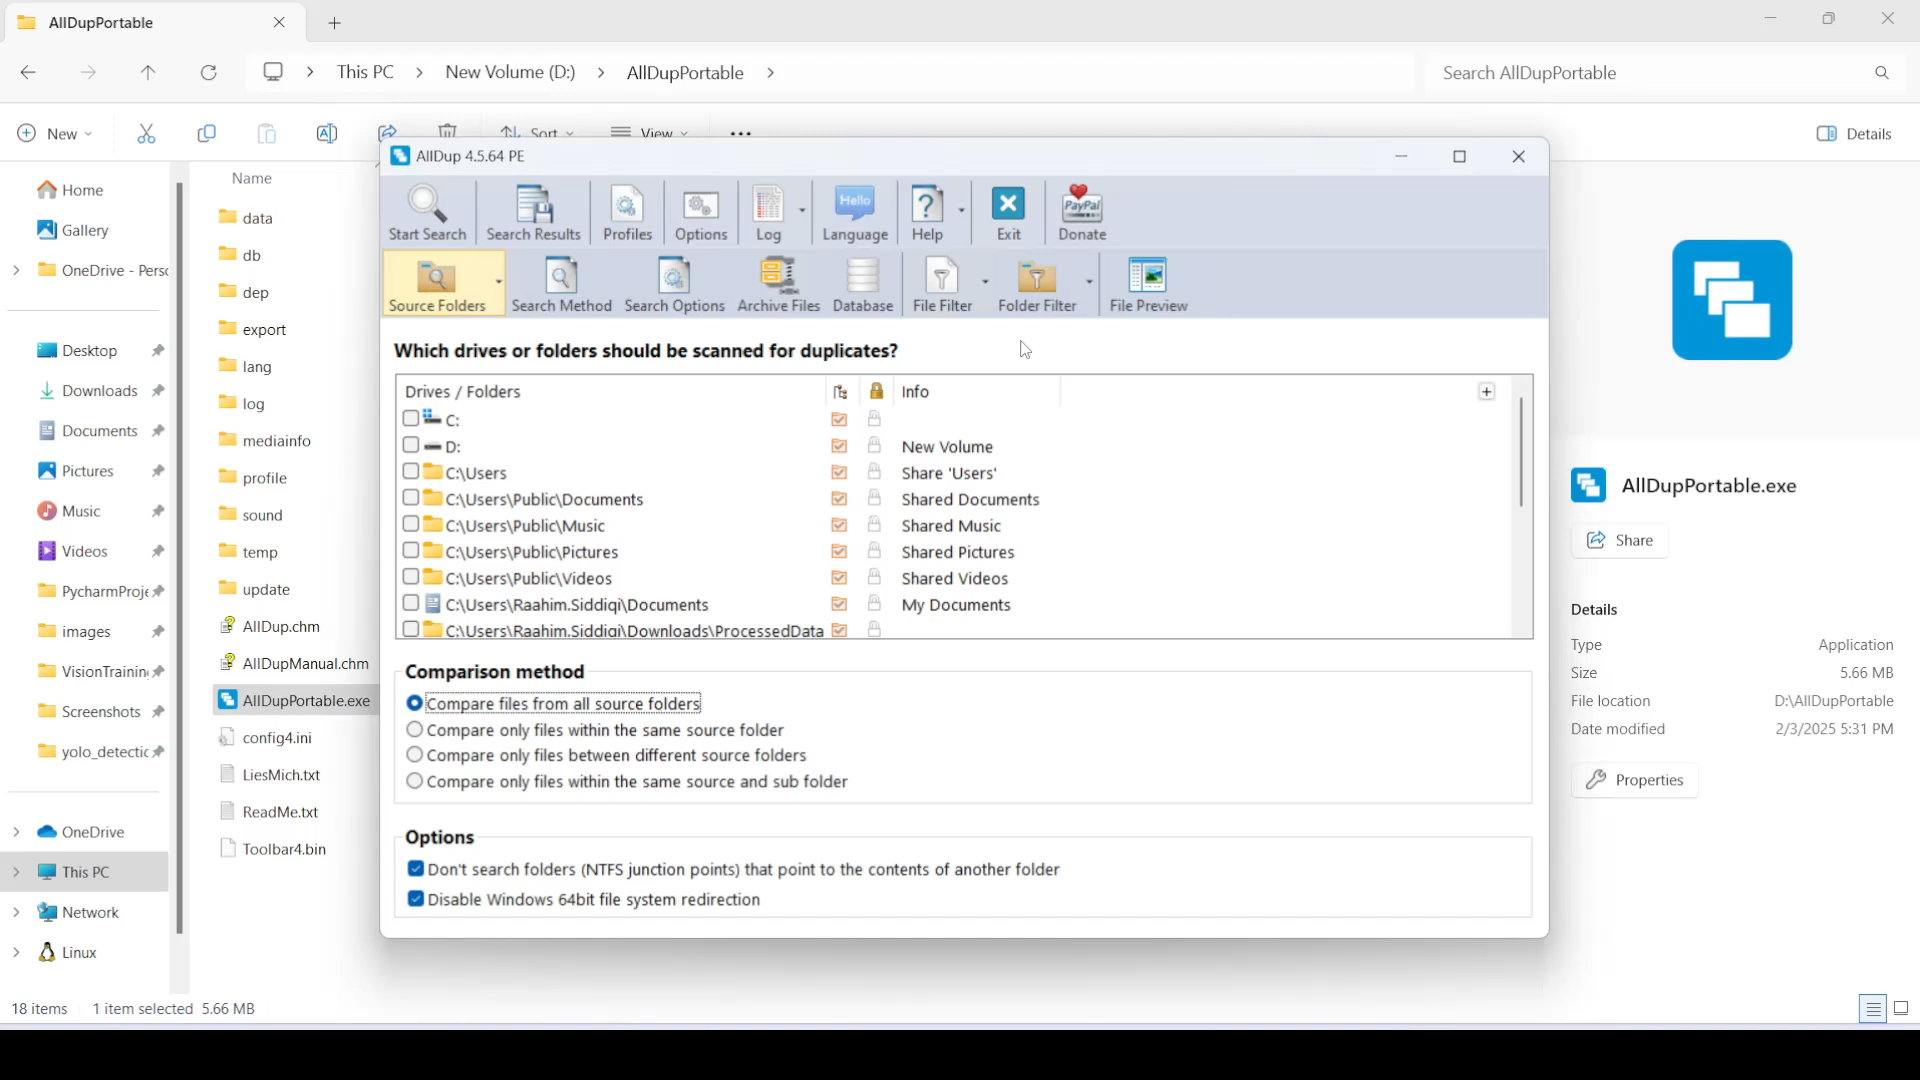 AllDupPortable
This PC
New Volume (D:)
AllDupPortable
Search AllDupPortable
New
Sort
View
Details
Home
Gallery
OneDrive - Persc
Desktop
Downloads
Documents
Pictures
Music
Videos
PycharmProje
images
VisionTraining
Screenshots
yolo_detectic
OneDrive
This PC
Network
Linux
Name
data
db
dep
export
lang
log
mediainfo
profile
sound
temp
update
AllDup.chm
AllDupManual.chm
AllDupPortable.exe
config4.ini
LiesMich.txt
ReadMe.txt
Toolbar4.bin
AllDup 4.5.64 PE
Start Search
Search Results
Profiles
Options
Log
Hello
Language
Help
Exit
PayPal
Donate
Source Folders
Search Method
Search Options
Archive Files
Database
File Filter
Folder Filter
File Preview
Which drives or folders should be scanned for duplicates?
Drives / Folders Info
C:
D: New Volume
C:\Users Share 'Users'
C:\Users\Public\Documents Shared Documents
C:\Users\Public\Music Shared Music
C:\Users\Public\Pictures Shared Pictures
C:\Users\Public\Videos Shared Videos
C:\Users\Raahim.Siddiqi\Documents My Documents
C:\Users\Raahim.Siddiqi\Downloads\ProcessedData
Comparison method
Compare files from all source folders
Compare only files within the same source folder
Compare only files between different source folders
Compare only files within the same source and sub folder
Options
Don't search folders (NTFS junction points) that point to the contents of another folder
Disable Windows 64bit file system redirection
AllDupPortable.exe
Share
Details
Type Application
Size 5.66 MB
File location D:\AllDupPortable
Date modified 2/3/2025 5:31 PM
Properties
18 items 1 item selected 5.66 MB